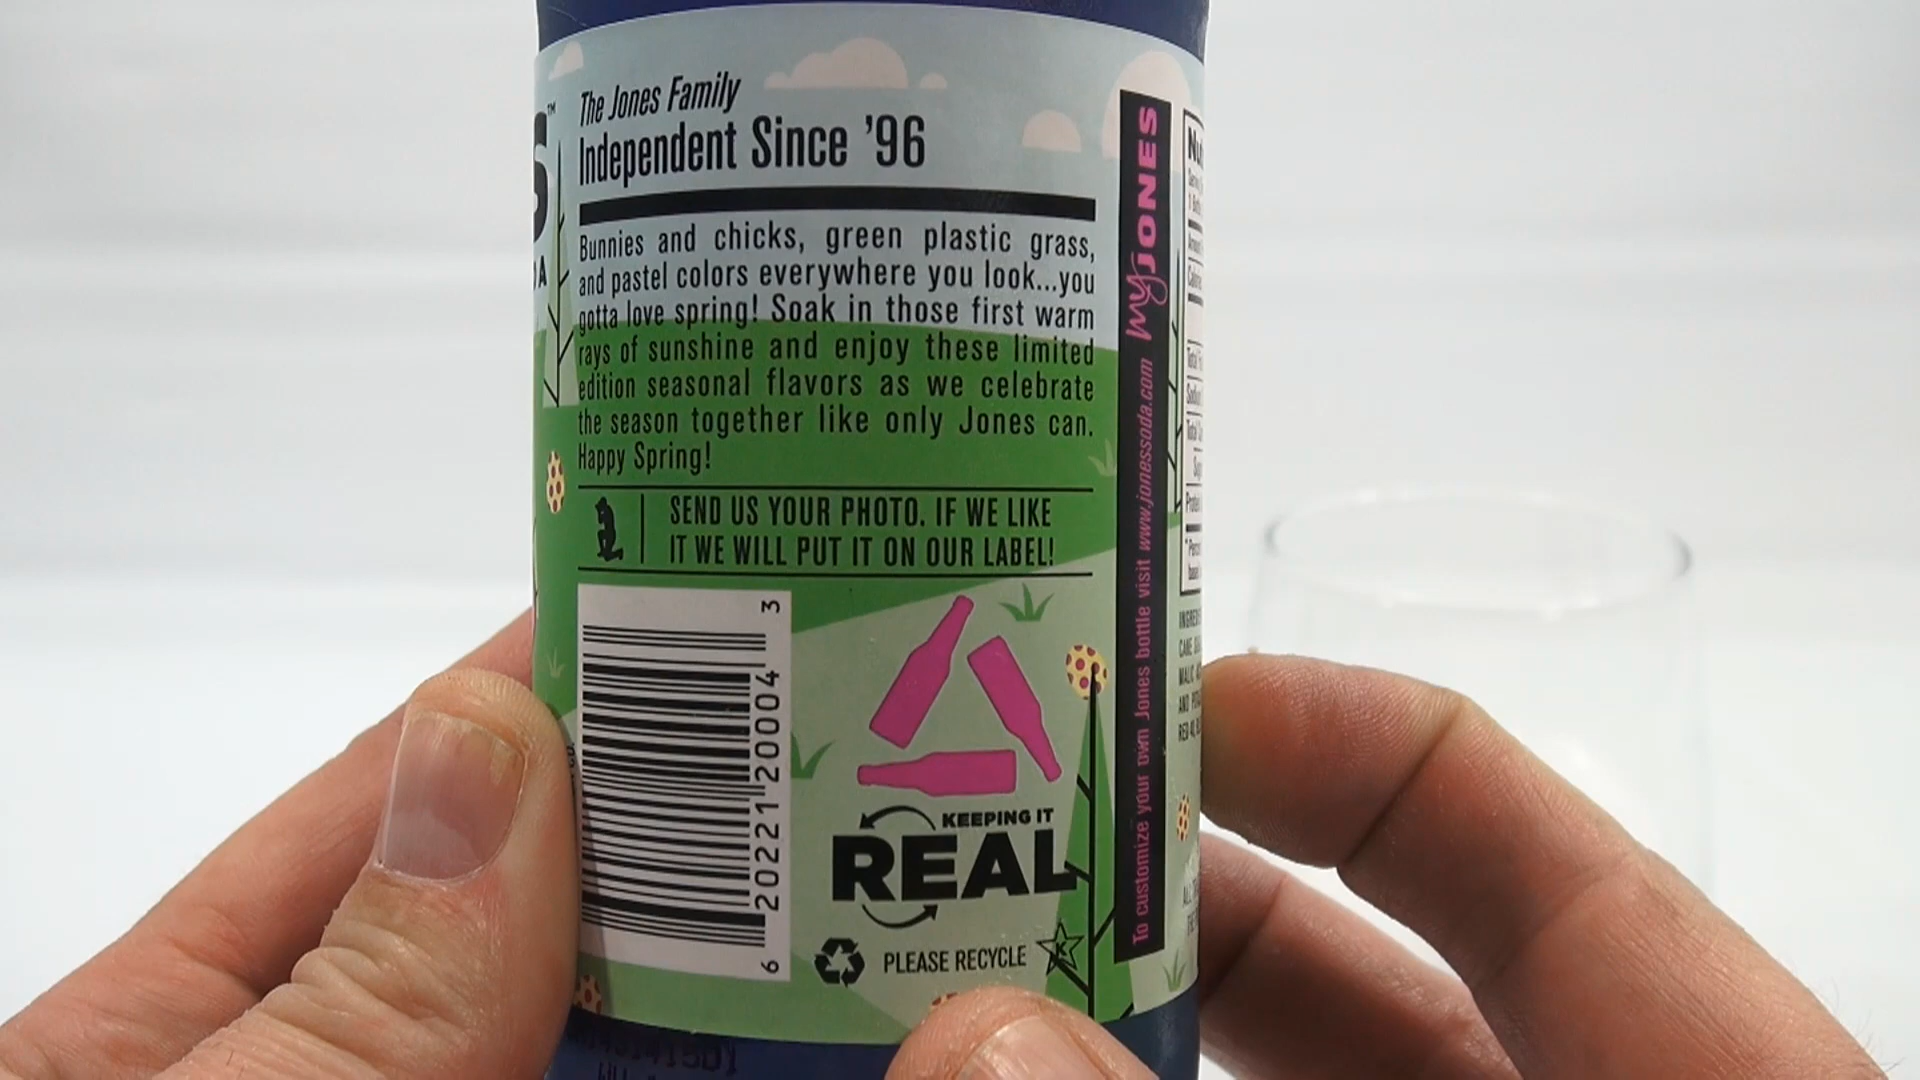 The Jones Family
Independent Since '96
Bunnies and chicks, green plastic grass,
and pastel colors everywhere you look...you
gotta love spring! Soak in those first warm
rays of sunshine and enjoy these limited
edition seasonal flavors as we celebrate
the season together like only Jones can.
Happy Spring!
SEND US YOUR PHOTO. IF WE LIKE
IT WE WILL PUT IT ON OUR LABEL!
6 20221 20004 3
KEEPING IT
REAL
PLEASE RECYCLE
K
To customize your own Jones bottle visit www.jonessoda.com my JONES